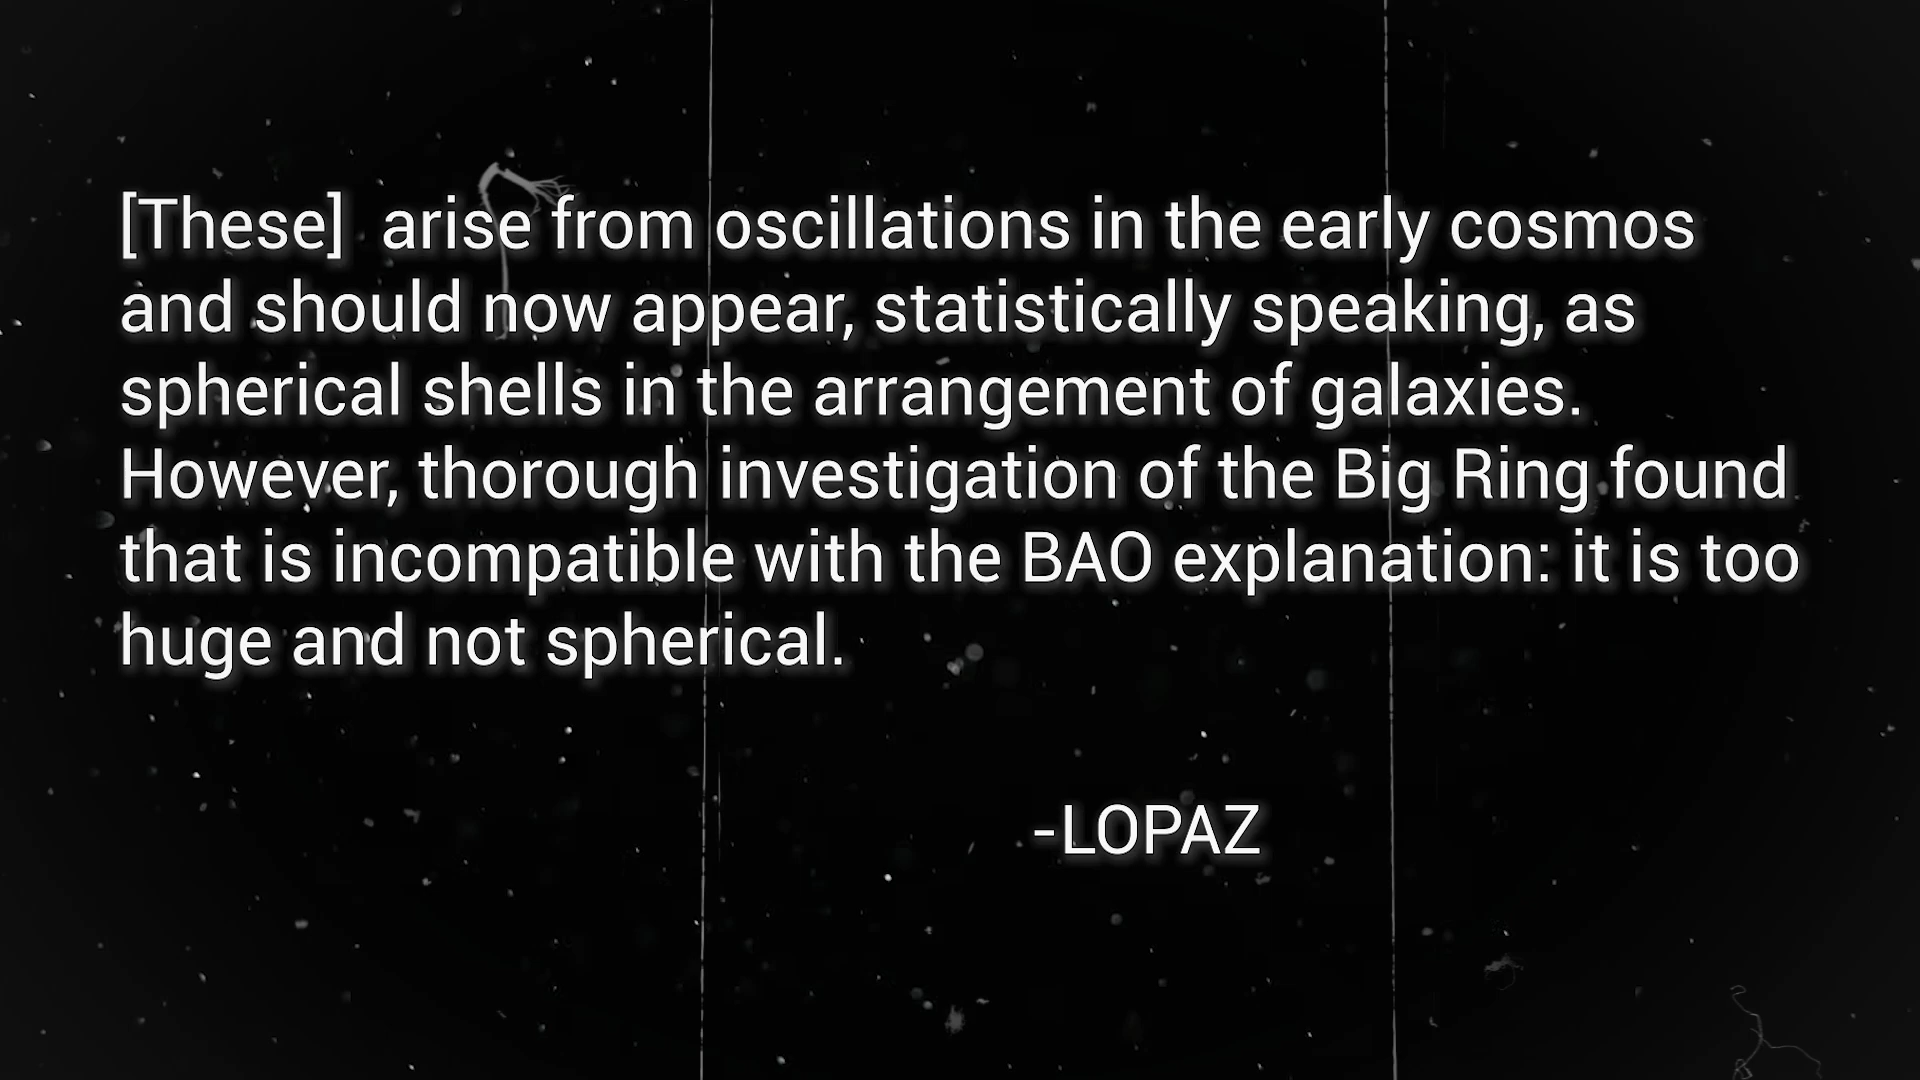 [These]  arise from oscillations in the early cosmos
and should now appear, statistically speaking, as
spherical shells in the arrangement of galaxies.
However, thorough investigation of the Big Ring found
that is incompatible with the BAO explanation: it is too
huge and not spherical.
-LOPAZ